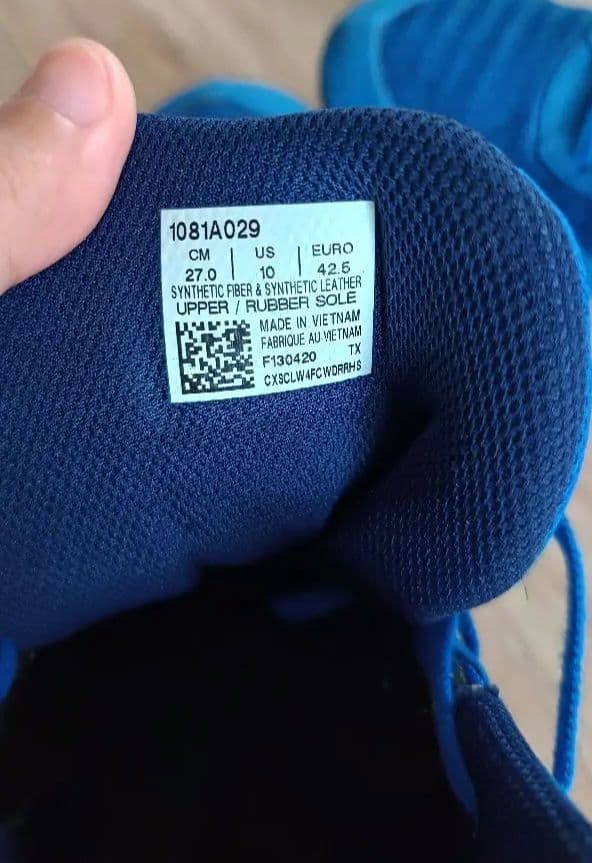 1081A029
CM | US | EURO
27.0 | 10 | 42.5
SYNTHETIC FIBER & SYNTHETIC LEATHER
UPPER / RUBBER SOLE
MADE IN VIETNAM
FABRIQUE AU VIETNAM
F130420 TX
CXSCLW4FCWDRRHS